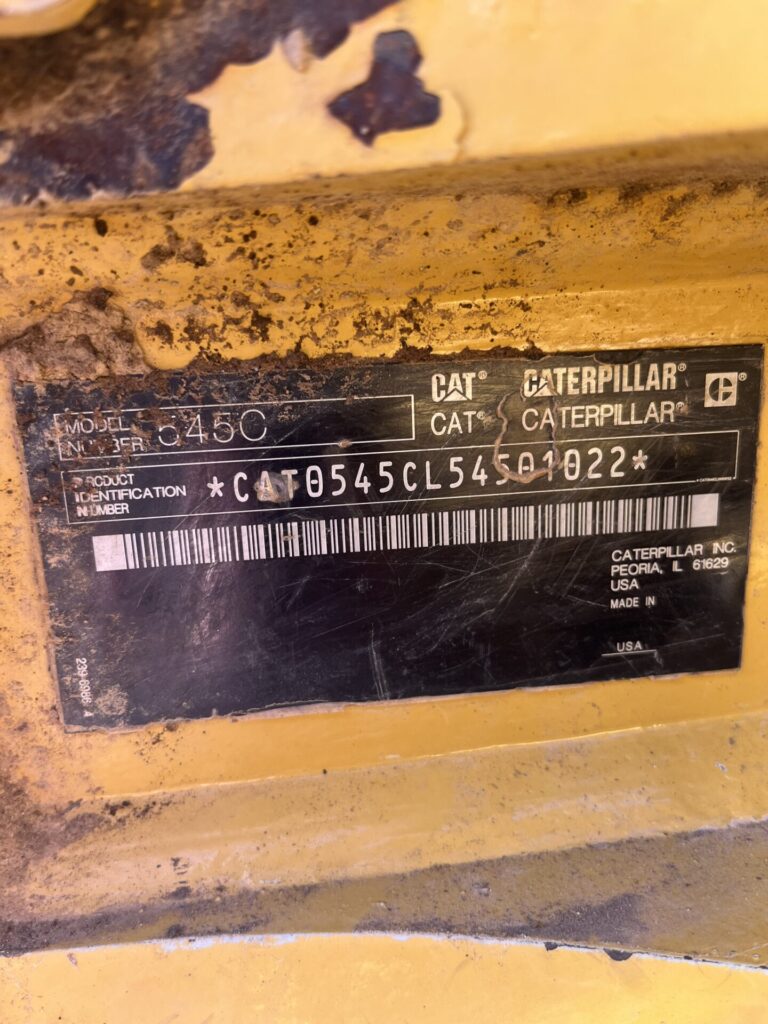 MODEL NUMBER 545C
CAT® CATERPILLAR®
CAT® CATERPILLAR®
PRODUCT IDENTIFICATION NUMBER *CAT0545CL54501022*
CATERPILLAR INC.
PEORIA, IL 61629
USA
MADE IN
USA